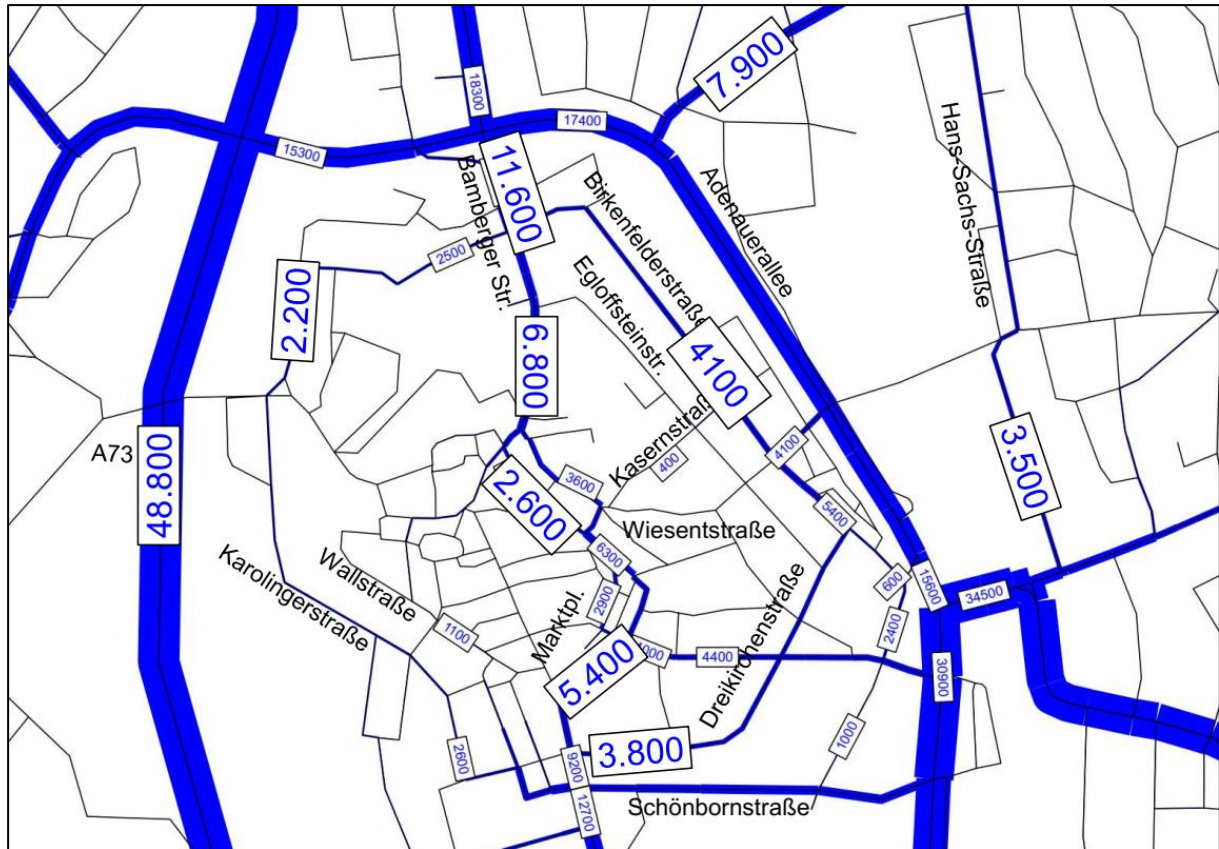 7.900
18300
17400
15300
11.600
Bamberger Str.
Birkenfelderstraße
Adenauerallee
Hans-Sachs-Straße
2500
2.200
Egloffsteinstr.
6.800
4100
A73
48.800
Kasernstraße
400
4100
3.500
3600
2.600
5400
Wiesentstraße
6300
Karolingerstraße
Wallstraße
1100
2900
Marktpl.
600
15600
34500
2400
Dreikirchenstraße
5.400
4400
30900
3.800
1000
2600
9200
12700
Schönbornstraße